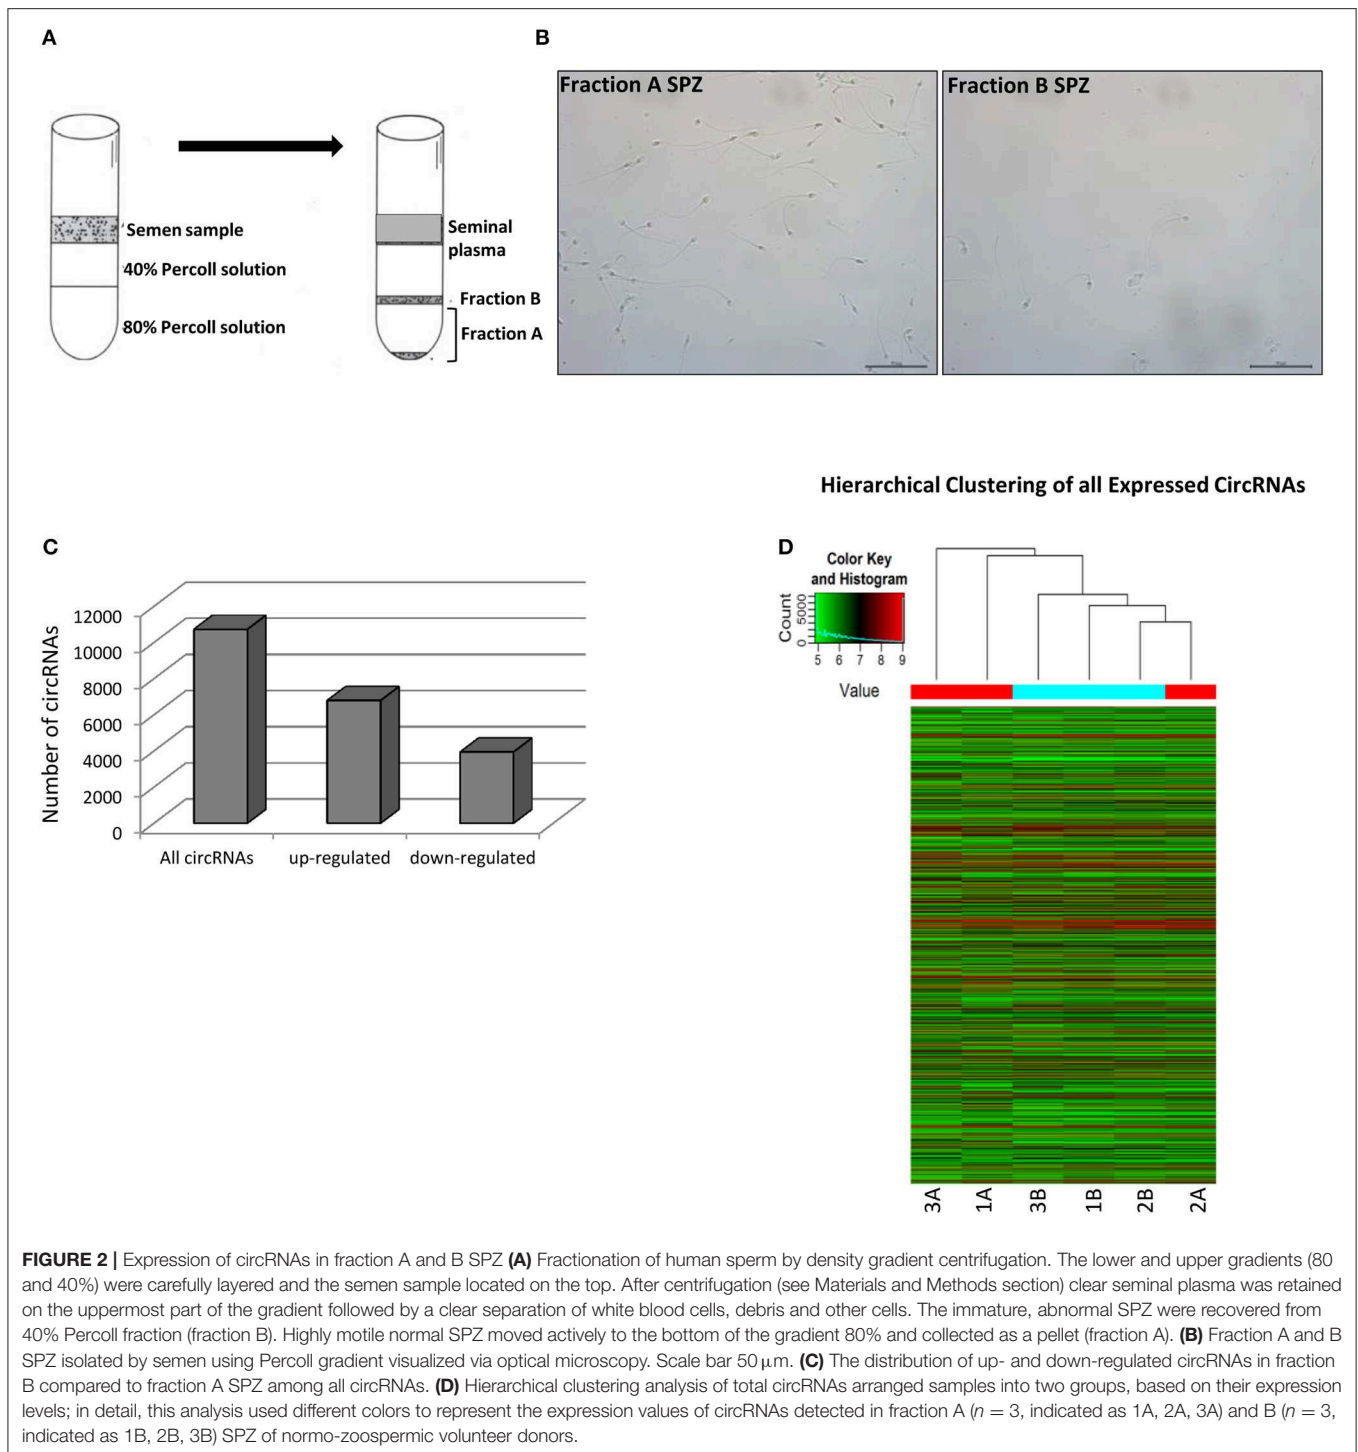 A
B
Semen sample
40% Percoll solution
80% Percoll solution
Seminal
plasma
Fraction B
Fraction A
Fraction A SPZ
Fraction B SPZ
C
Number of circRNAs
12000
10000
8000
6000
4000
2000
0
All circRNAs
up-regulated
down-regulated
Hierarchical Clustering of all Expressed CircRNAs
D
Color Key
and Histogram
Count
0 5000
5 6 7 8 9
Value
3A
1A
3B
1B
2B
2A
FIGURE 2 | Expression of circRNAs in fraction A and B SPZ (A) Fractionation of human sperm by density gradient centrifugation. The lower and upper gradients (80
and 40%) were carefully layered and the semen sample located on the top. After centrifugation (see Materials and Methods section) clear seminal plasma was retained
on the uppermost part of the gradient followed by a clear separation of white blood cells, debris and other cells. The immature, abnormal SPZ were recovered from
40% Percoll fraction (fraction B). Highly motile normal SPZ moved actively to the bottom of the gradient 80% and collected as a pellet (fraction A). (B) Fraction A and B
SPZ isolated by semen using Percoll gradient visualized via optical microscopy. Scale bar 50 μm. (C) The distribution of up- and down-regulated circRNAs in fraction
B compared to fraction A SPZ among all circRNAs. (D) Hierarchical clustering analysis of total circRNAs arranged samples into two groups, based on their expression
levels; in detail, this analysis used different colors to represent the expression values of circRNAs detected in fraction A (n = 3, indicated as 1A, 2A, 3A) and B (n = 3,
indicated as 1B, 2B, 3B) SPZ of normo-zoospermic volunteer donors.